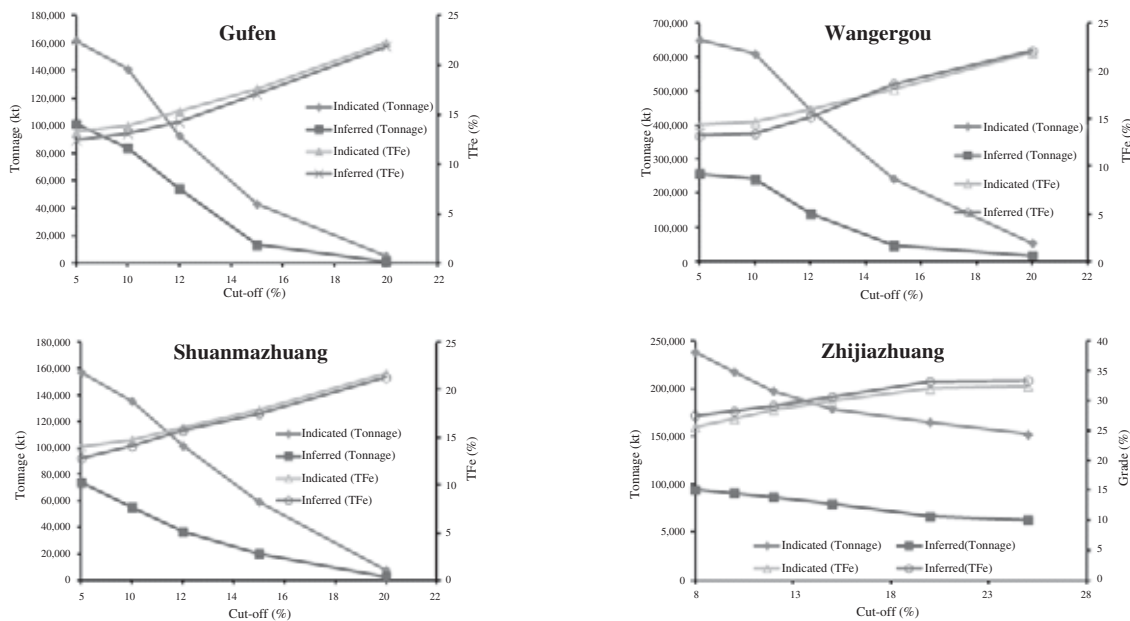 Gufen
180,000
160,000
140,000
120,000
100,000
80,000
60,000
40,000
20,000
0
Tonnage (kt)
5
10
12
14
16
18
20
22
Cut-off (%)
25
20
15
10
5
0
TFe (%)
Indicated (Tonnage)
Inferred (Tonnage)
Indicated (TFe)
Inferred (TFe)
Wangergou
700,000
600,000
500,000
400,000
300,000
200,000
100,000
0
Tonnage (kt)
5
10
12
14
16
18
20
22
Cut-off (%)
25
20
15
10
5
0
TFe (%)
Indicated (Tonnage)
Inferred (Tonnage)
Indicated (TFe)
Inferred (TFe)
Shuanmazhuang
180,000
160,000
140,000
120,000
100,000
80,000
60,000
40,000
20,000
0
Tonnage (kt)
5
10
12
14
16
18
20
22
Cut-off (%)
25
20
15
10
5
0
TFe (%)
Indicated (Tonnage)
Inferred (Tonnage)
Indicated (TFe)
Inferred (TFe)
Zhijiazhuang
250,000
200,000
150,000
100,000
5,000
0
Tonnage (kt)
8
13
18
23
28
Cut-off (%)
40
35
30
25
20
15
10
5
0
Grade (%)
Indicated (Tonnage)
Inferred(Tonnage)
Indicated (TFe)
Inferred(TFe)